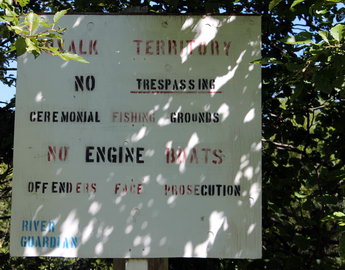 TERRITORY
NO TRESPASSING
CEREMONIAL FISHING GROUNDS
NO ENGINE BOATS
OFFENDERS FACE PROSECUTION
RIVER
GUARDIAN